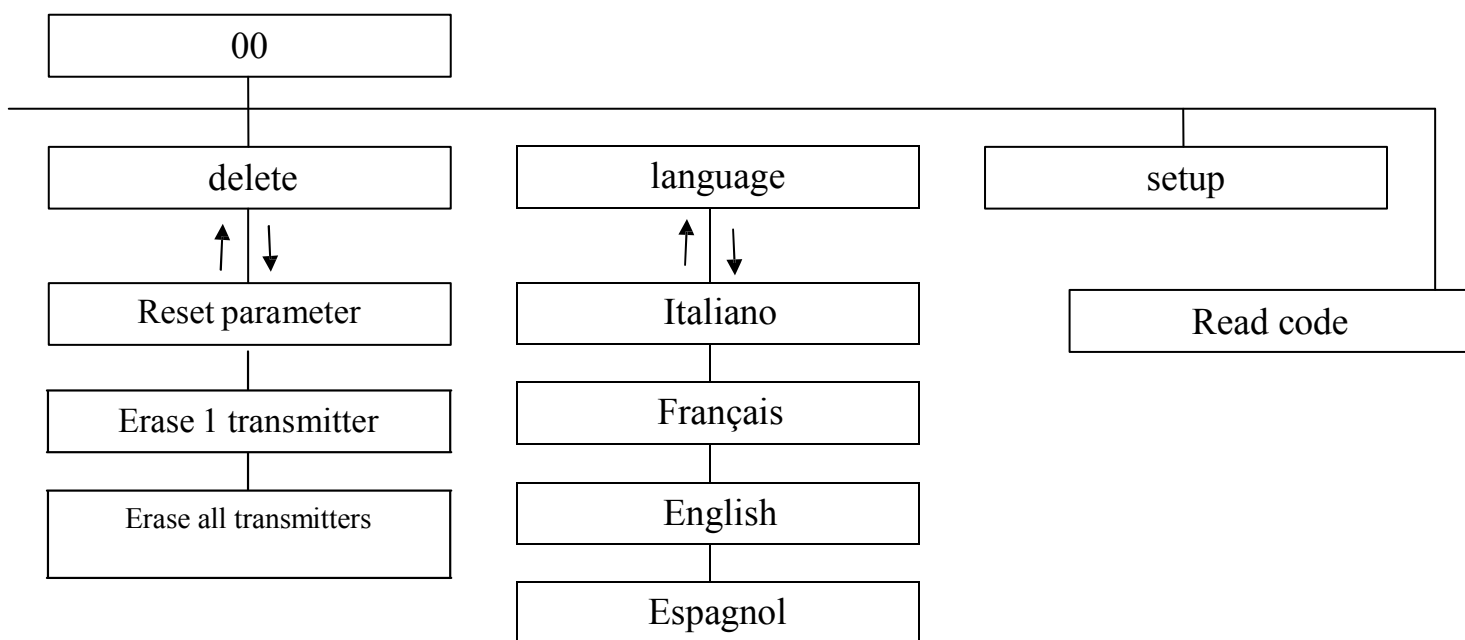 00
delete
language
setup
Reset parameter
Italiano
Read code
Erase 1 transmitter
Français
Erase all transmitters
English
Espagnol